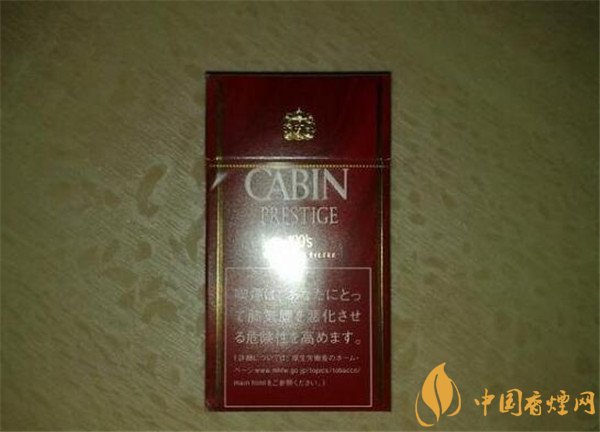 CABIN
PRESTIGE
100's
喫煙は、あなたにとっ
て肺気腫を悪化させ
る危険性を高めます。
(詳細については、厚生労働省のホーム・
ページwww.mhlw.go.jp/topics/tobacco/
main.htmlをご参照ください。)
中国香烟网